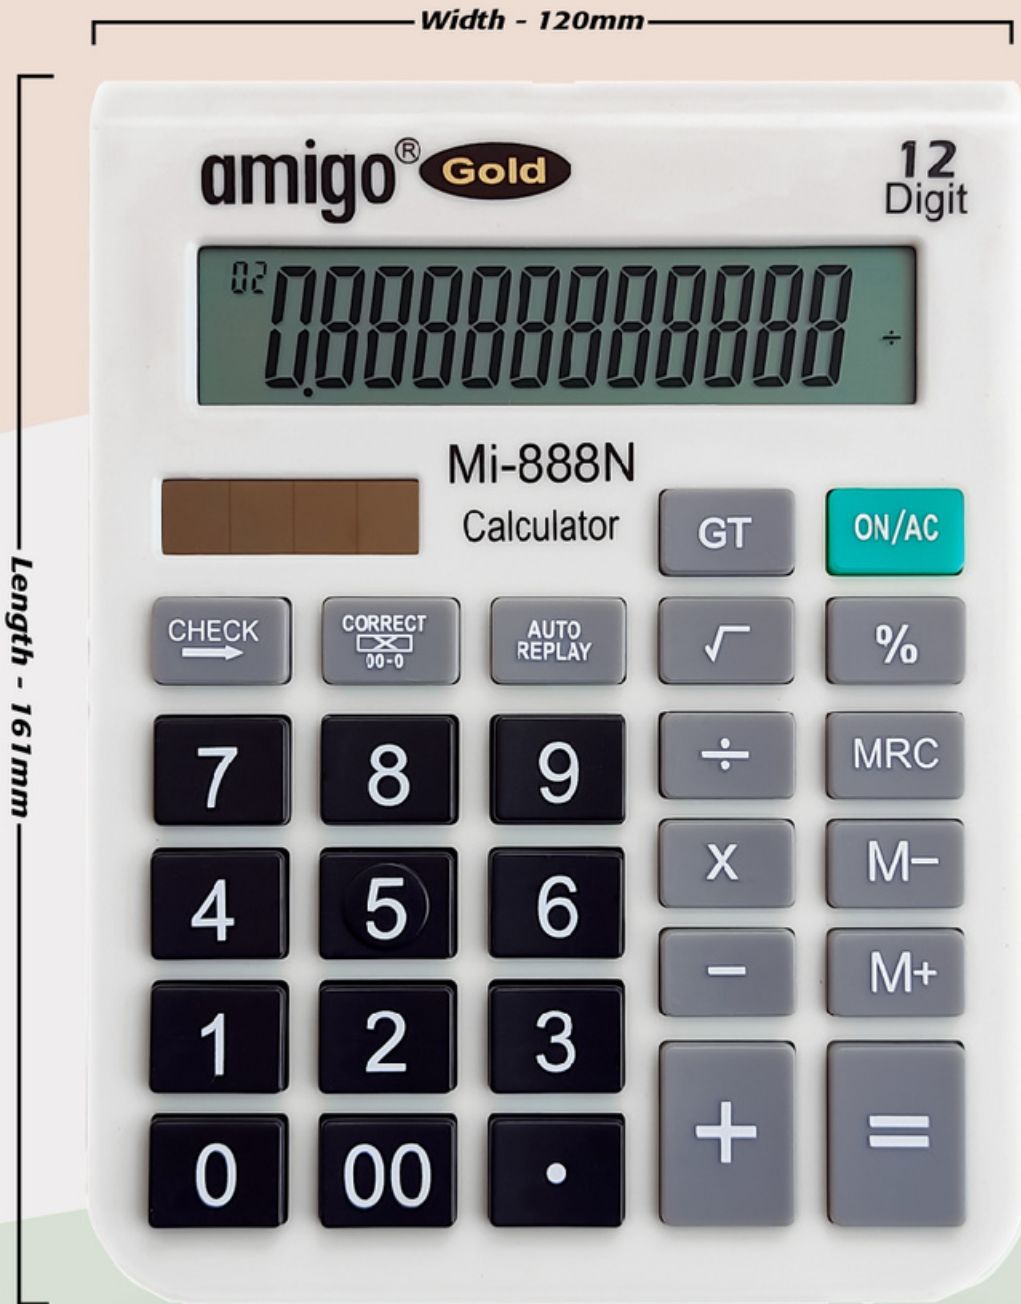 Width - 120mm
Length - 161mm
amigo® Gold
12
Digit
02
0.88888888888
÷
Mi-888N
Calculator
GT
ON/AC
CHECK
CORRECT
00-0
AUTO
REPLAY
√
%
7
8
9
÷
MRC
4
5
6
X
M-
1
2
3
-
M+
0
00
.
+
=